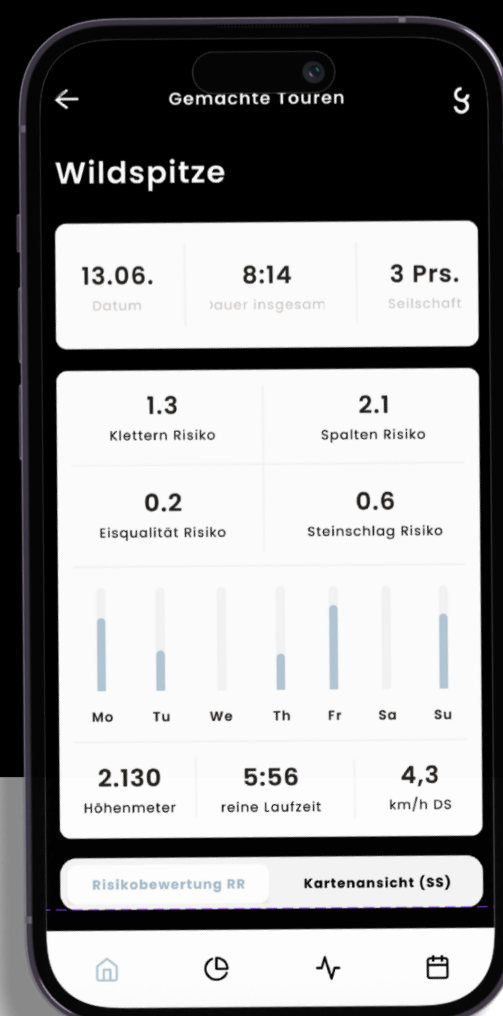 Gemachte Touren
Wildspitze
13.06. 8:14 3 Prs.
Datum auer insgesam Seilschaft
1.3 2.1
Klettern Risiko Spalten Risiko
0.2 0.6
Eisqualität Risiko Steinschlag Risiko
Mo Tu We Th Fr Sa Su
2.130 5:56 4,3
Höhenmeter reine Laufzeit km/h DS
Risikobewertung RR Kartenansicht (SS)